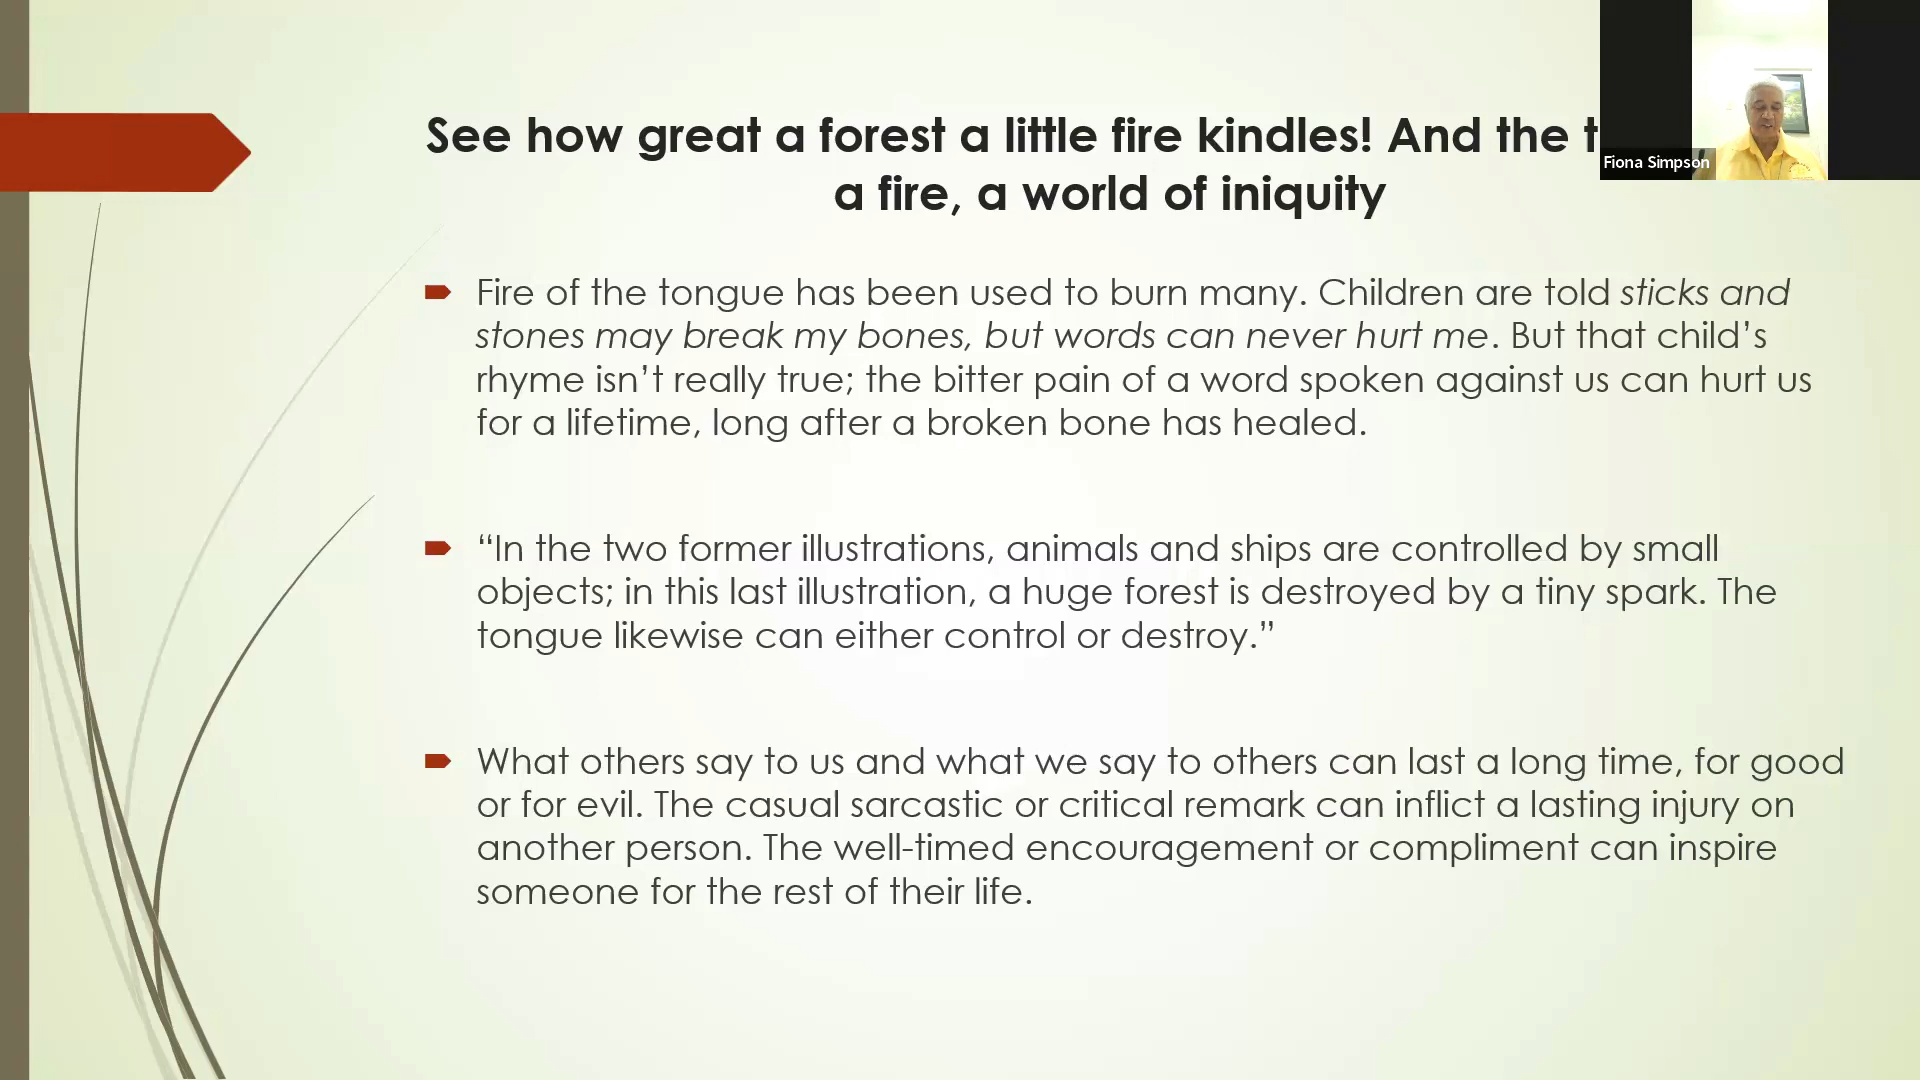 See how great a forest a little fire kindles! And the t
a fire, a world of iniquity
Fiona Simpson
Fire of the tongue has been used to burn many. Children are told sticks and
stones may break my bones, but words can never hurt me. But that child’s
rhyme isn’t really true; the bitter pain of a word spoken against us can hurt us
for a lifetime, long after a broken bone has healed.
“In the two former illustrations, animals and ships are controlled by small
objects; in this last illustration, a huge forest is destroyed by a tiny spark. The
tongue likewise can either control or destroy.”
What others say to us and what we say to others can last a long time, for good
or for evil. The casual sarcastic or critical remark can inflict a lasting injury on
another person. The well-timed encouragement or compliment can inspire
someone for the rest of their life.